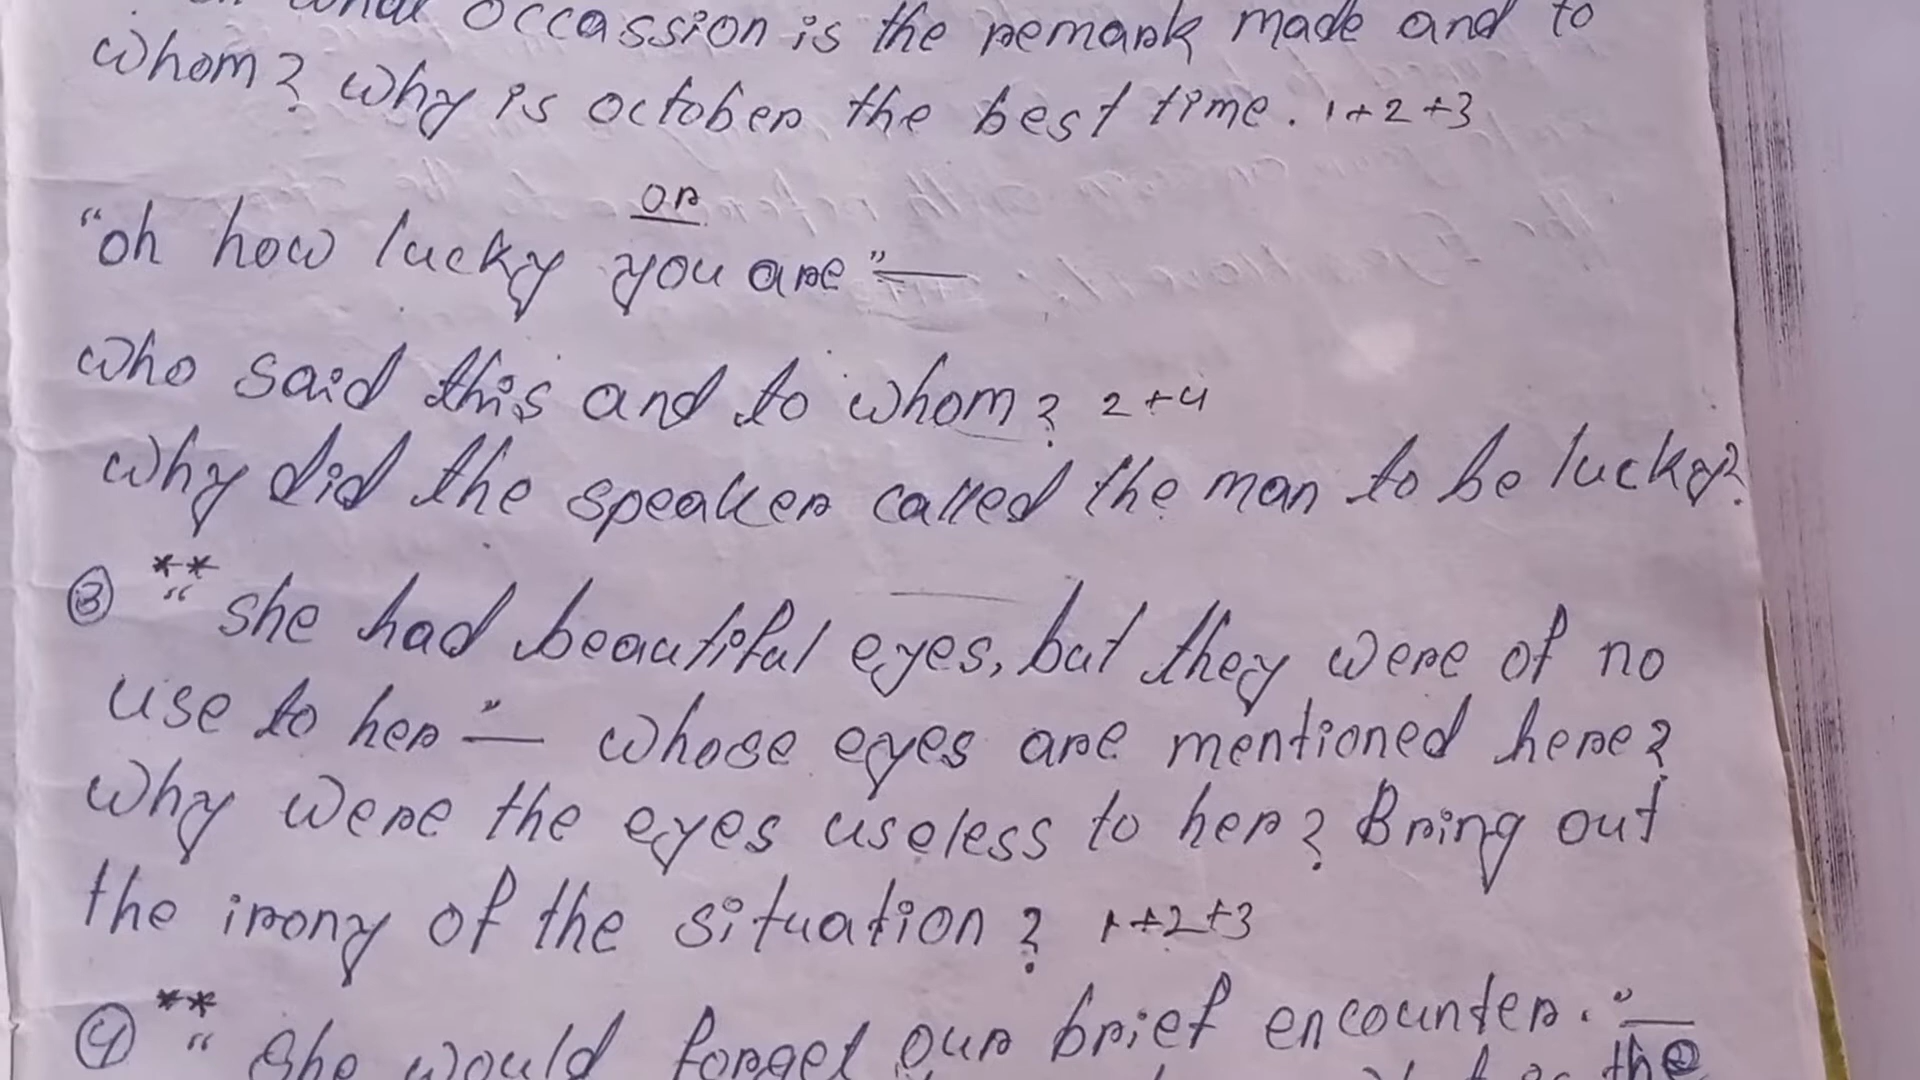 what occassion is the remark made and to
whom? why is october the best time. 1+2+3
OR
"oh how lucky you are" —
who said this and to whom? 2+4
why did the speaker called the man to be lucky?
③ ** "she had beautiful eyes, but they were of no
use to her" — whose eyes are mentioned here?
why were the eyes useless to her? Bring out
the irony of the situation? 1+2+3
④ ** "she would forget our brief encounter." —
the